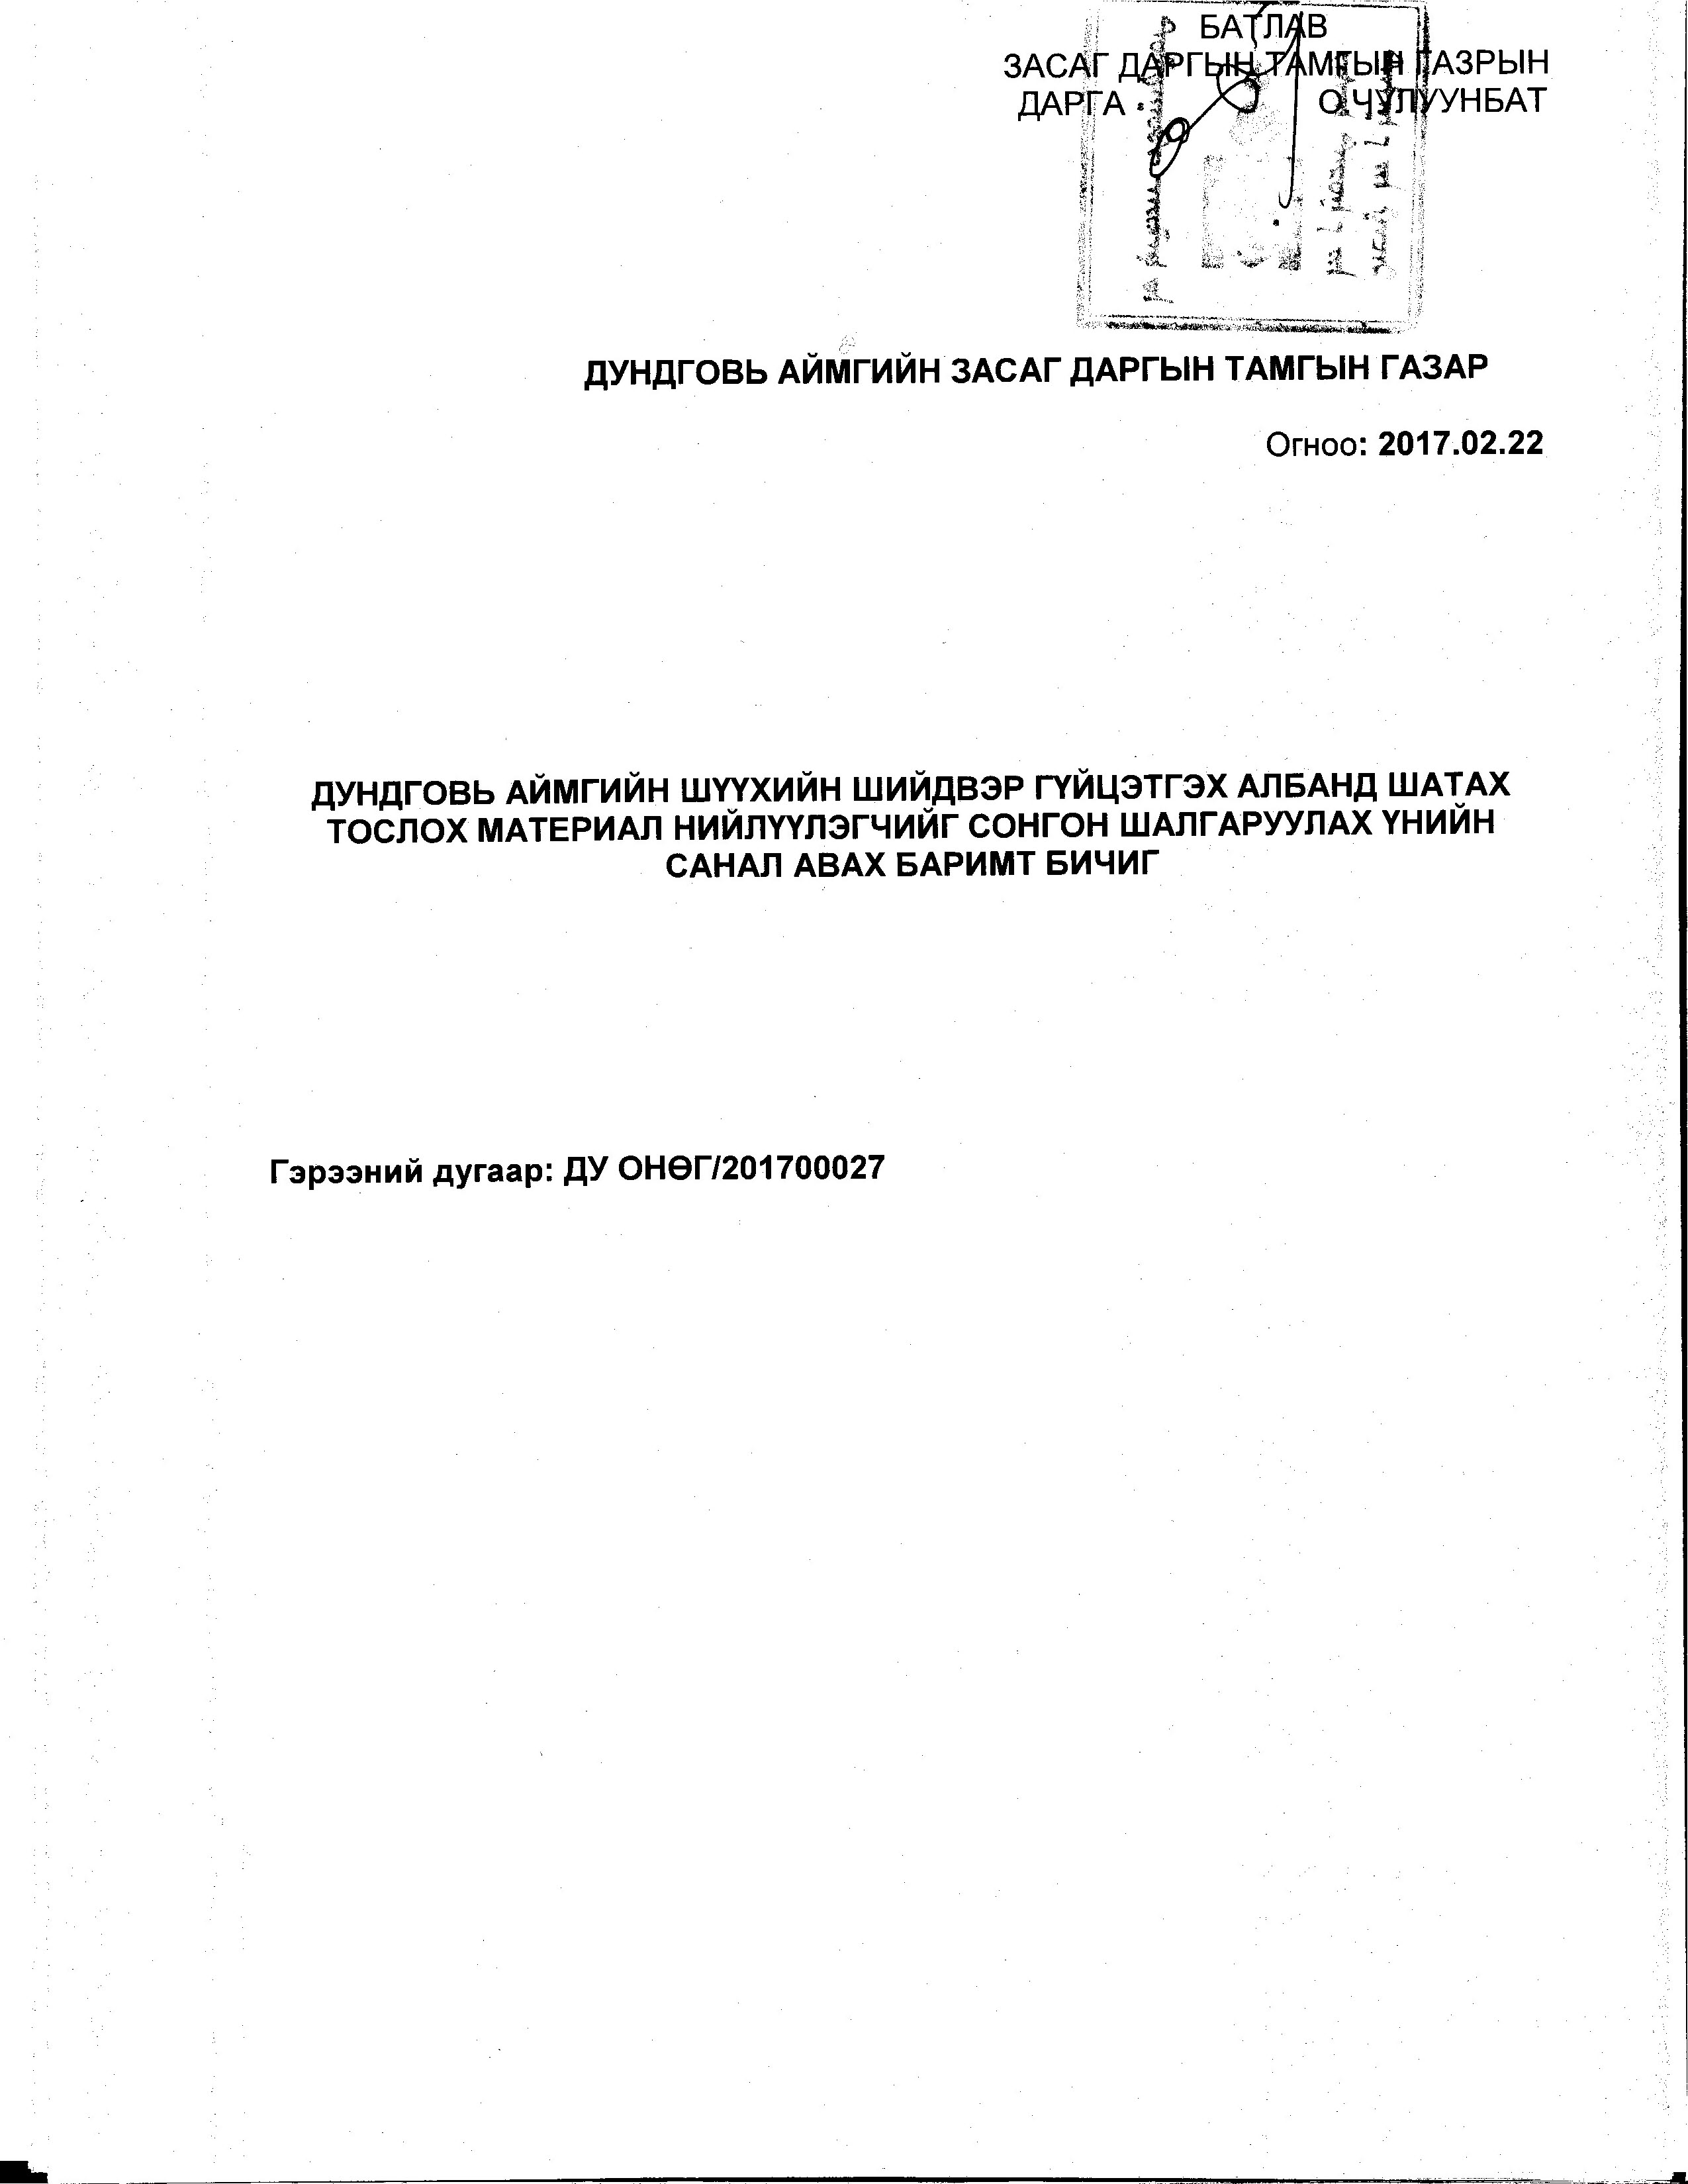 БАТЛАВ
ЗАСАГ ДАРГЫН ТАМГЫН ГАЗРЫН
ДАРГА О.ЧУЛУУНБАТ
ДУНДГОВЬ АЙМГИЙН ЗАСАГ ДАРГЫН ТАМГЫН ГАЗАР
Огноо: 2017.02.22
ДУНДГОВЬ АЙМГИЙН ШҮҮХИЙН ШИЙДВЭР ГҮЙЦЭТГЭХ АЛБАНД ШАТАХ
ТОСЛОХ МАТЕРИАЛ НИЙЛҮҮЛЭГЧИЙГ СОНГОН ШАЛГАРУУЛАХ ҮНИЙН
САНАЛ АВАХ БАРИМТ БИЧИГ
Гэрээний дугаар: ДУ ОНӨГ/201700027